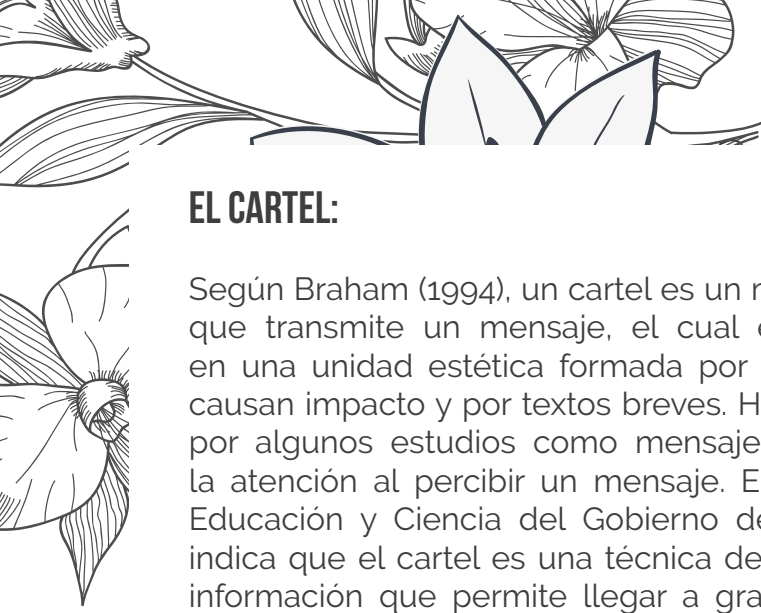 EL CARTEL:
Según Braham (1994), un cartel es un
que transmite un mensaje, el cual
en una unidad estética formada por
causan impacto y por textos breves.
por algunos estudios como mensaje
la atención al percibir un mensaje.
Educación y Ciencia del Gobierno
indica que el cartel es una técnica de
información que permite llegar a